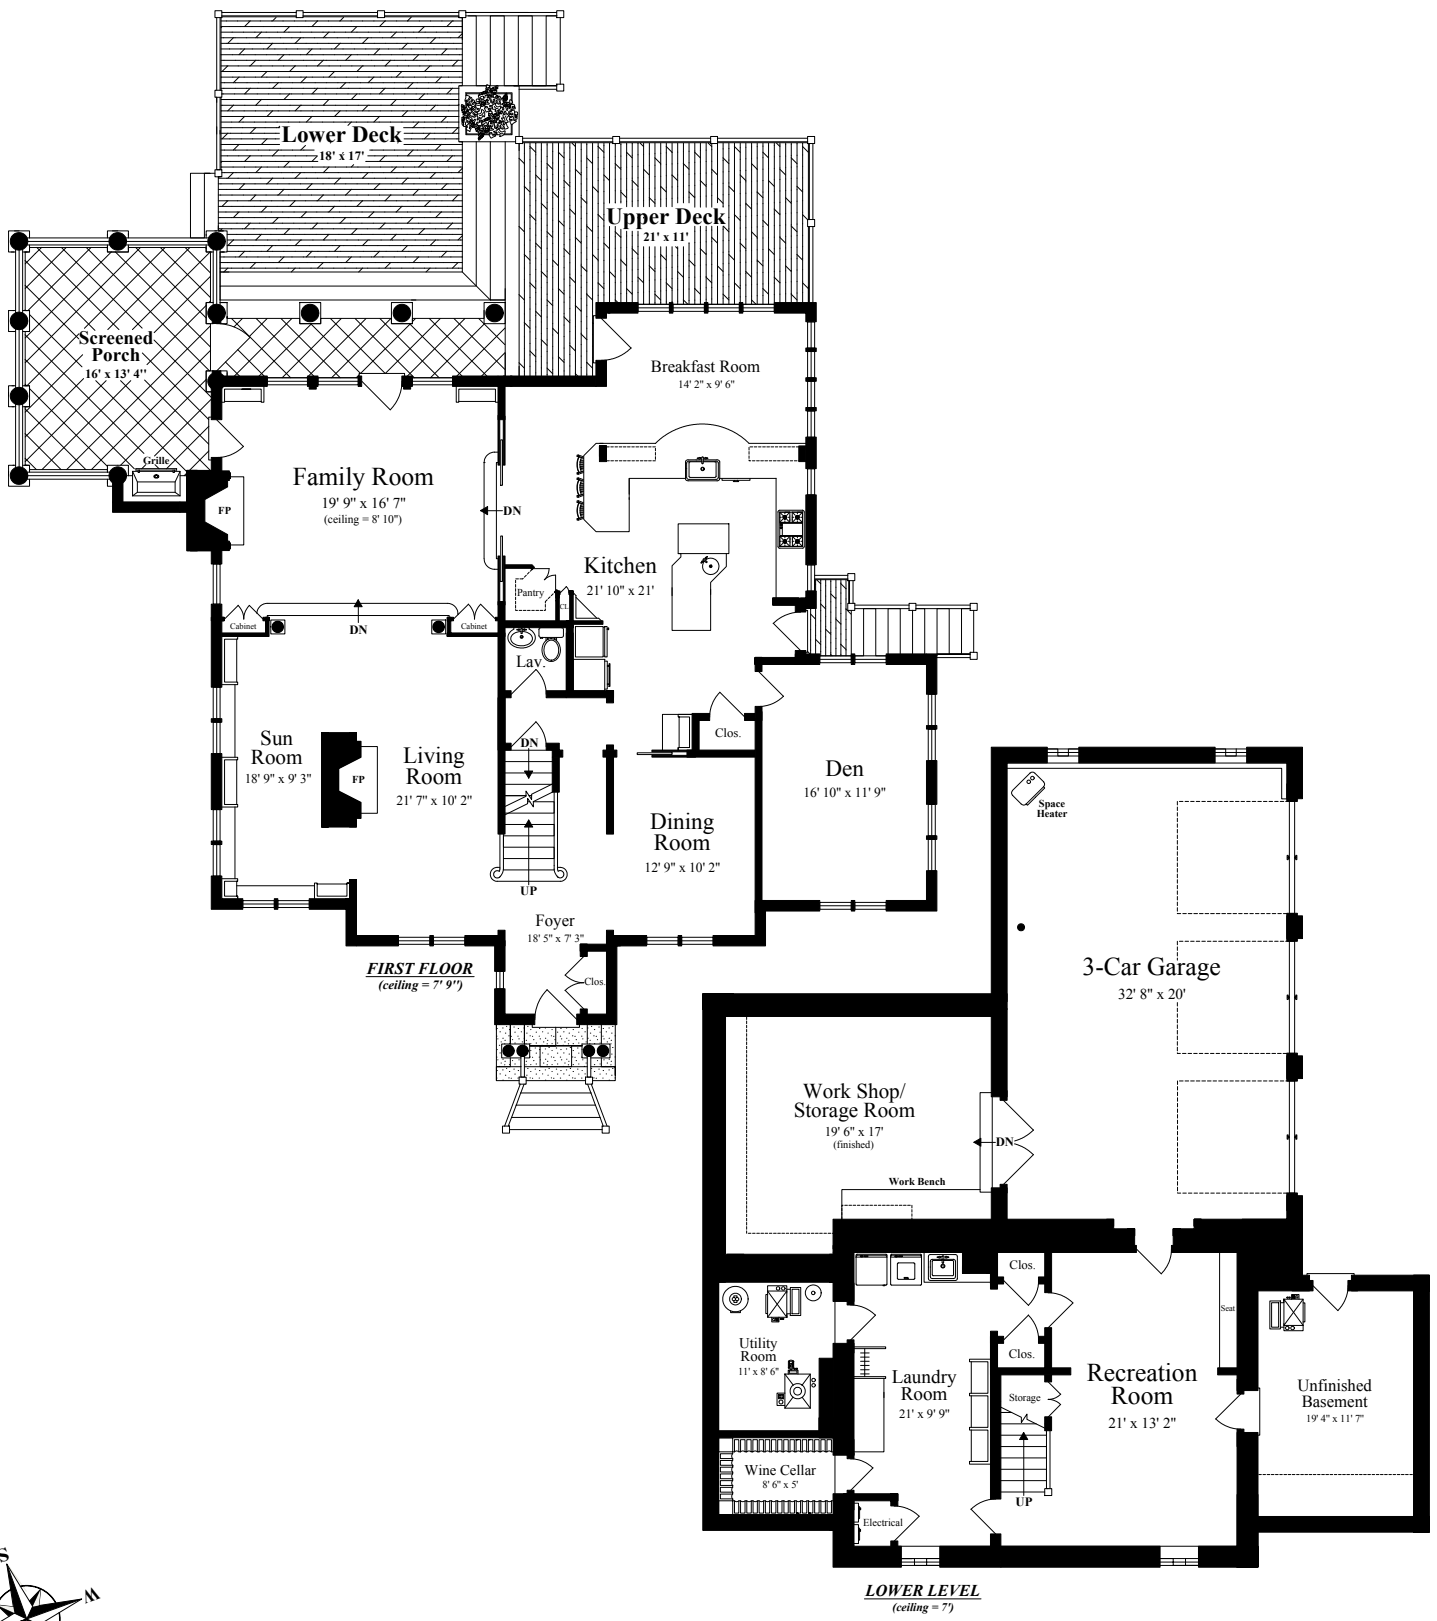 Lower Deck
18' x 17'
Upper Deck
21' x 11'
Screened
Porch
16' x 13' 4"
Grille
Breakfast Room
14' 2" x 9' 6"
Family Room
19' 9" x 16' 7"
(ceiling = 8' 10")
FP
DN
Kitchen
21' 10" x 21'
Pantry
CL
Cabinet
DN
Cabinet
Lav.
Sun
Room
18' 9" x 9' 3"
FP
Living
Room
21' 7" x 10' 2"
DN
UP
Clos.
Den
16' 10" x 11' 9"
Dining
Room
12' 9" x 10' 2"
Foyer
18' 5" x 7' 3"
Clos.
FIRST FLOOR
(ceiling = 7' 9")
Space
Heater
3-Car Garage
32' 8" x 20'
Work Shop/
Storage Room
19' 6" x 17'
(finished)
DN
Work Bench
Clos.
Seat
Utility
Room
11' x 8' 6"
Clos.
Laundry
Room
21' x 9' 9"
Storage
Recreation
Room
21' x 13' 2"
Unfinished
Basement
19' 4" x 11' 7"
Wine Cellar
8' 6" x 5'
UP
Electrical
LOWER LEVEL
(ceiling = 7')
S
W